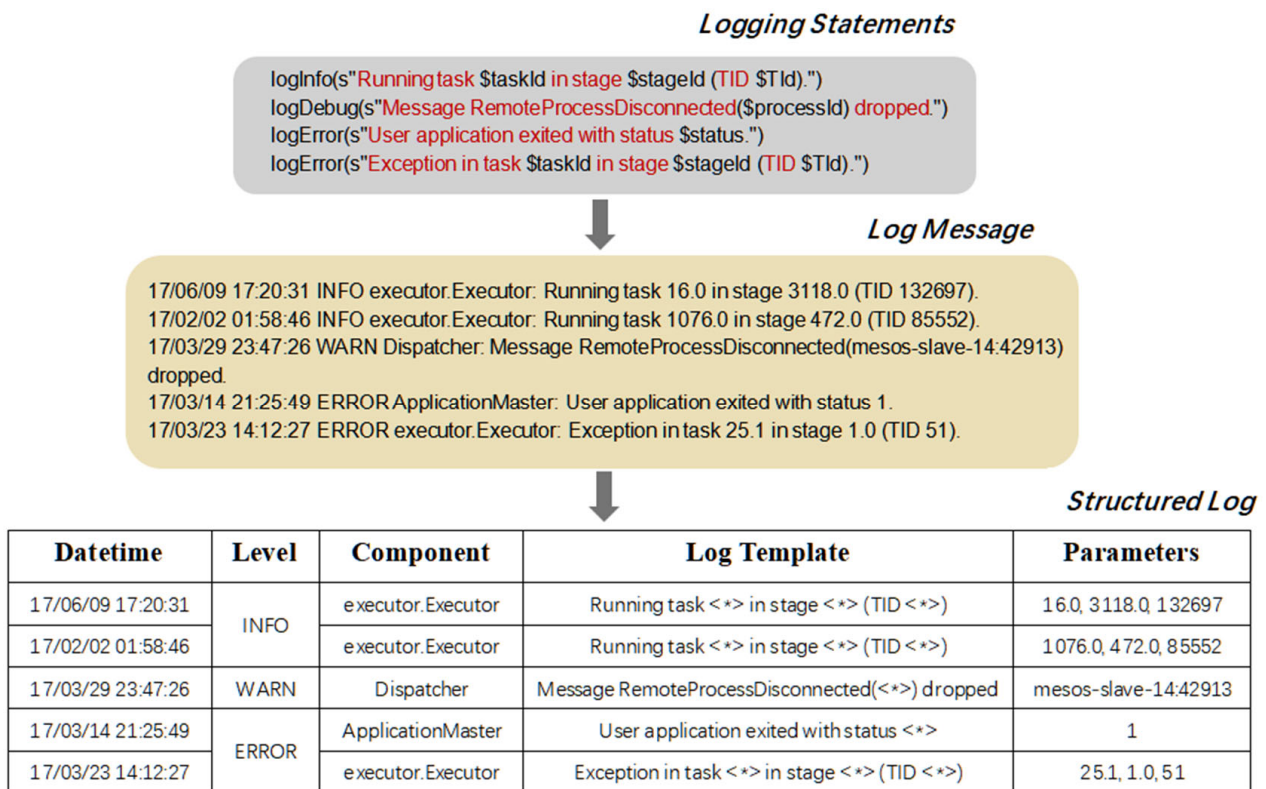 Logging Statements
logInfo(s"Runningtask $taskId in stage $stageId (TID $TId).")
logDebug(s"Message RemoteProcessDisconnected($processId) dropped.")
logError(s"User application exited with status $status.")
logError(s"Exception in task $taskId in stage $stageId (TID $TId).")
Log Message
17/06/09 17:20:31 INFO executor.Executor: Running task 16.0 in stage 3118.0 (TID 132697).
17/02/02 01:58:46 INFO executor.Executor: Running task 1076.0 in stage 472.0 (TID 85552).
17/03/29 23:47:26 WARN Dispatcher: Message RemoteProcessDisconnected(mesos-slave-14:42913)
dropped.
17/03/14 21:25:49 ERROR ApplicationMaster: User application exited with status 1.
17/03/23 14:12:27 ERROR executor.Executor: Exception in task 25.1 in stage 1.0 (TID 51).
Structured Log
Datetime Level Component Log Template Parameters
17/06/09 17:20:31 INFO executor.Executor Running task <*> in stage <*> (TID <*>) 16.0, 3118.0, 132697
17/02/02 01:58:46 executor.Executor Running task <*> in stage <*> (TID <*>) 1076.0, 472.0, 85552
17/03/29 23:47:26 WARN Dispatcher Message RemoteProcessDisconnected(<*>) dropped mesos-slave-14:42913
17/03/14 21:25:49 ERROR ApplicationMaster User application exited with status <*> 1
17/03/23 14:12:27 executor.Executor Exception in task <*> in stage <*> (TID <*>) 25.1, 1.0, 51